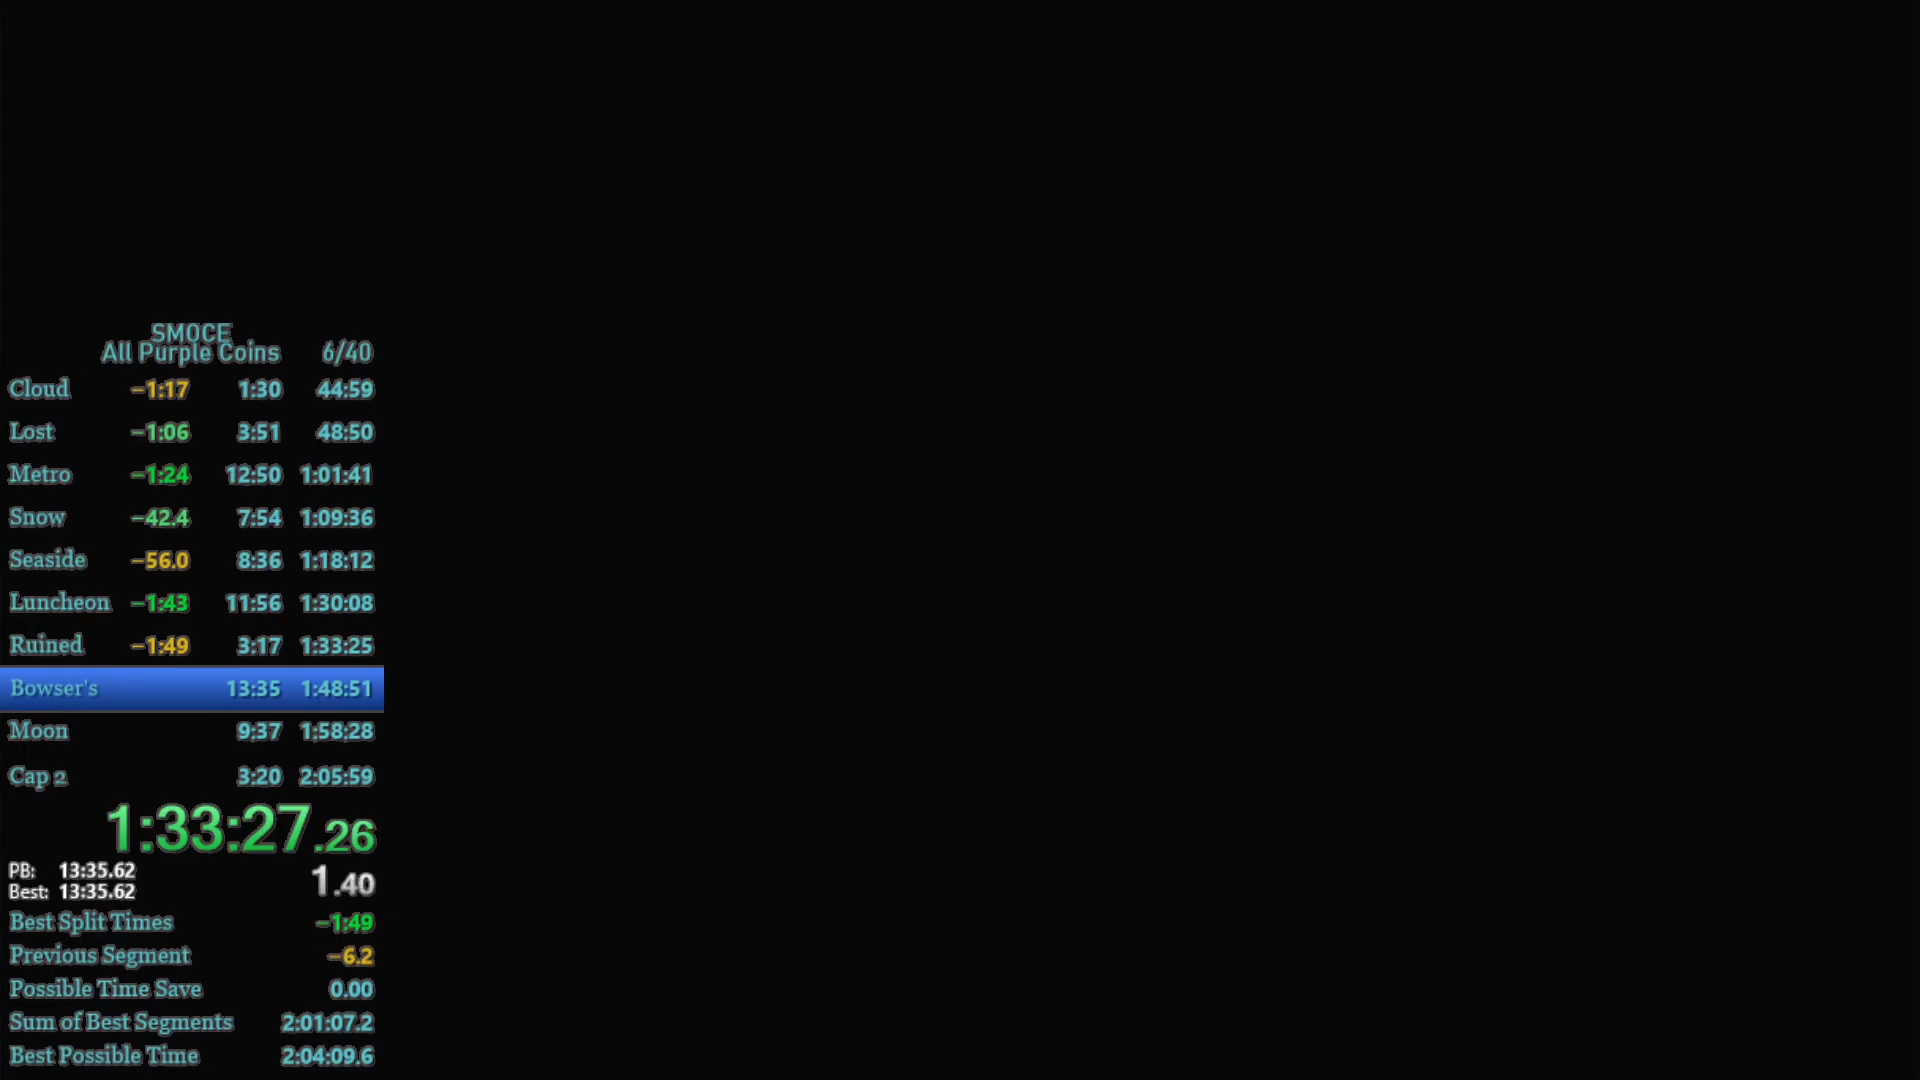 SMOCE
All Purple Coins 6/40
Cloud −1:17 1:30 44:59
Lost −1:06 3:51 48:50
Metro −1:24 12:50 1:01:41
Snow −42.4 7:54 1:09:36
Seaside −56.0 8:36 1:18:12
Luncheon −1:43 11:56 1:30:08
Ruined −1:49 3:17 1:33:25
Bowser's 13:35 1:48:51
Moon 9:37 1:58:28
Cap 2 3:20 2:05:59
1:33:27.26
PB: 13:35.62 1.40
Best: 13:35.62
Best Split Times −1:49
Previous Segment −6.2
Possible Time Save 0.00
Sum of Best Segments 2:01:07.2
Best Possible Time 2:04:09.6